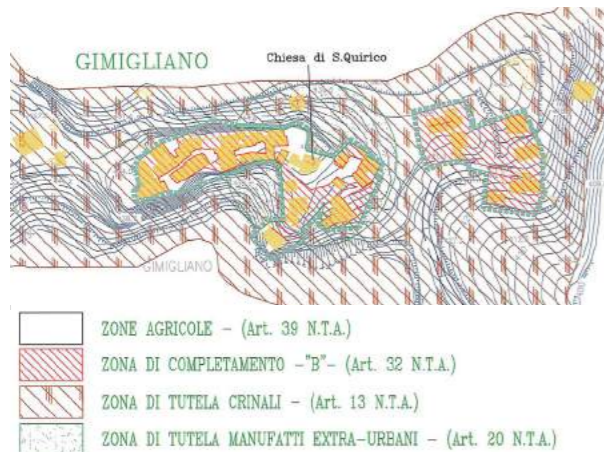 GIMIGLIANO
Chiesa di S.Quirico
GIMIGLIANO
ZONE AGRICOLE - (Art. 39 N.T.A.)
ZONA DI COMPLETAMENTO -"B"- (Art. 32 N.T.A.)
ZONA DI TUTELA CRINALI - (Art. 13 N.T.A.)
ZONA DI TUTELA MANUFATTI EXTRA-URBANI - (Art. 20 N.T.A.)